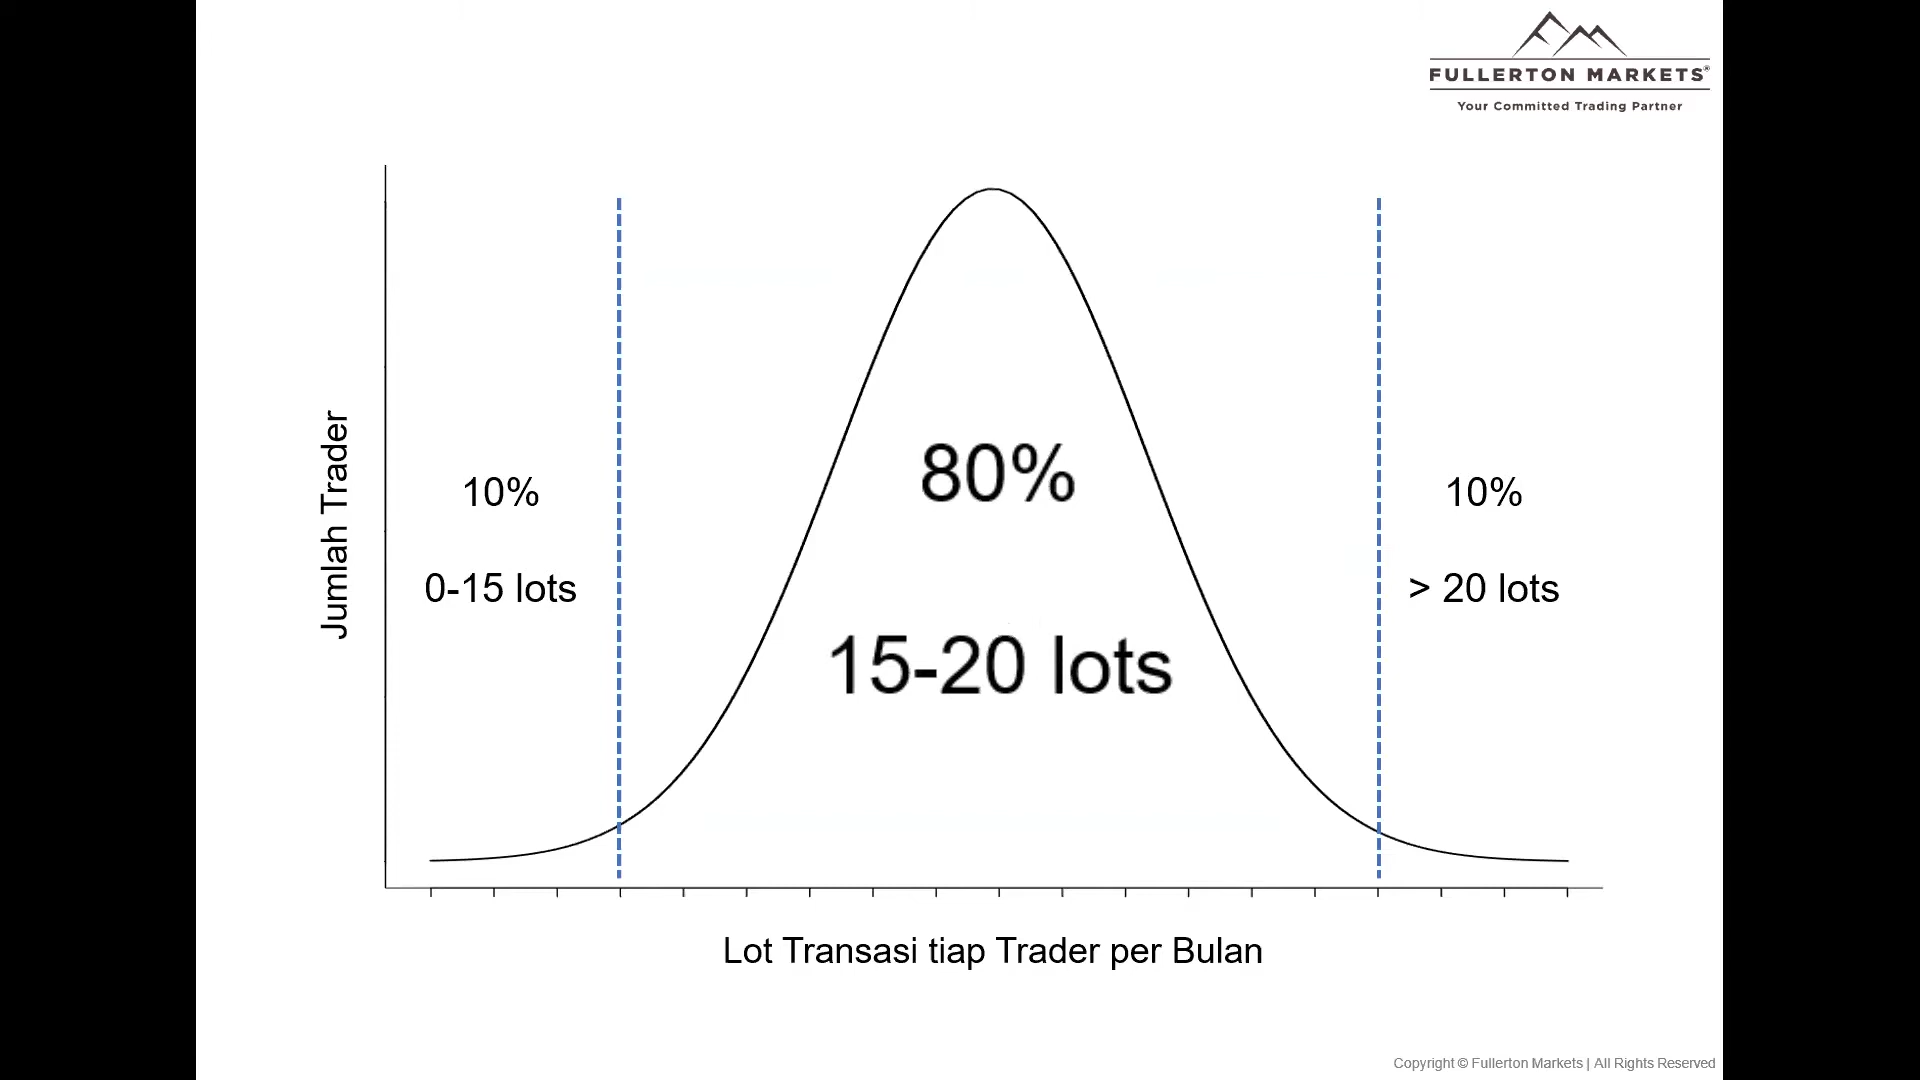 FULLERTON MARKETS®
Your Committed Trading Partner
Jumlah Trader
10%
0-15 lots
80%
15-20 lots
10%
> 20 lots
Lot Transasi tiap Trader per Bulan
Copyright © Fullerton Markets | All Rights Reserved